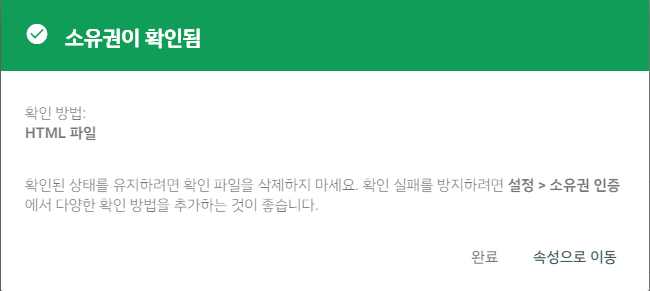 소유권이 확인됨
확인 방법:
HTML 파일
확인된 상태를 유지하려면 확인 파일을 삭제하지 마세요. 확인 실패를 방지하려면 설정 > 소유권 인증
에서 다양한 확인 방법을 추가하는 것이 좋습니다.
완료 속성으로 이동